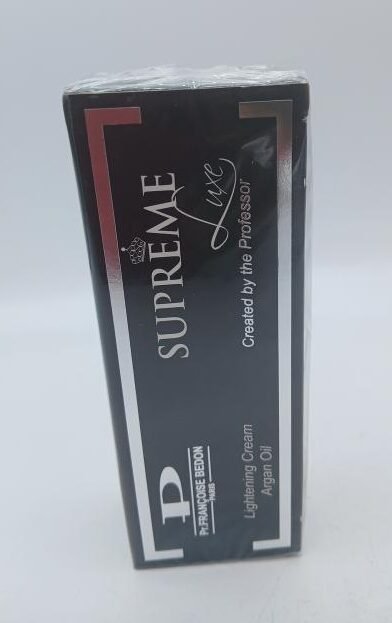 SUPREME
Luxe
Created by the Professor
P
Pr.FRANÇOISE BEDON
PARIS
Lightening Cream
Argan Oil